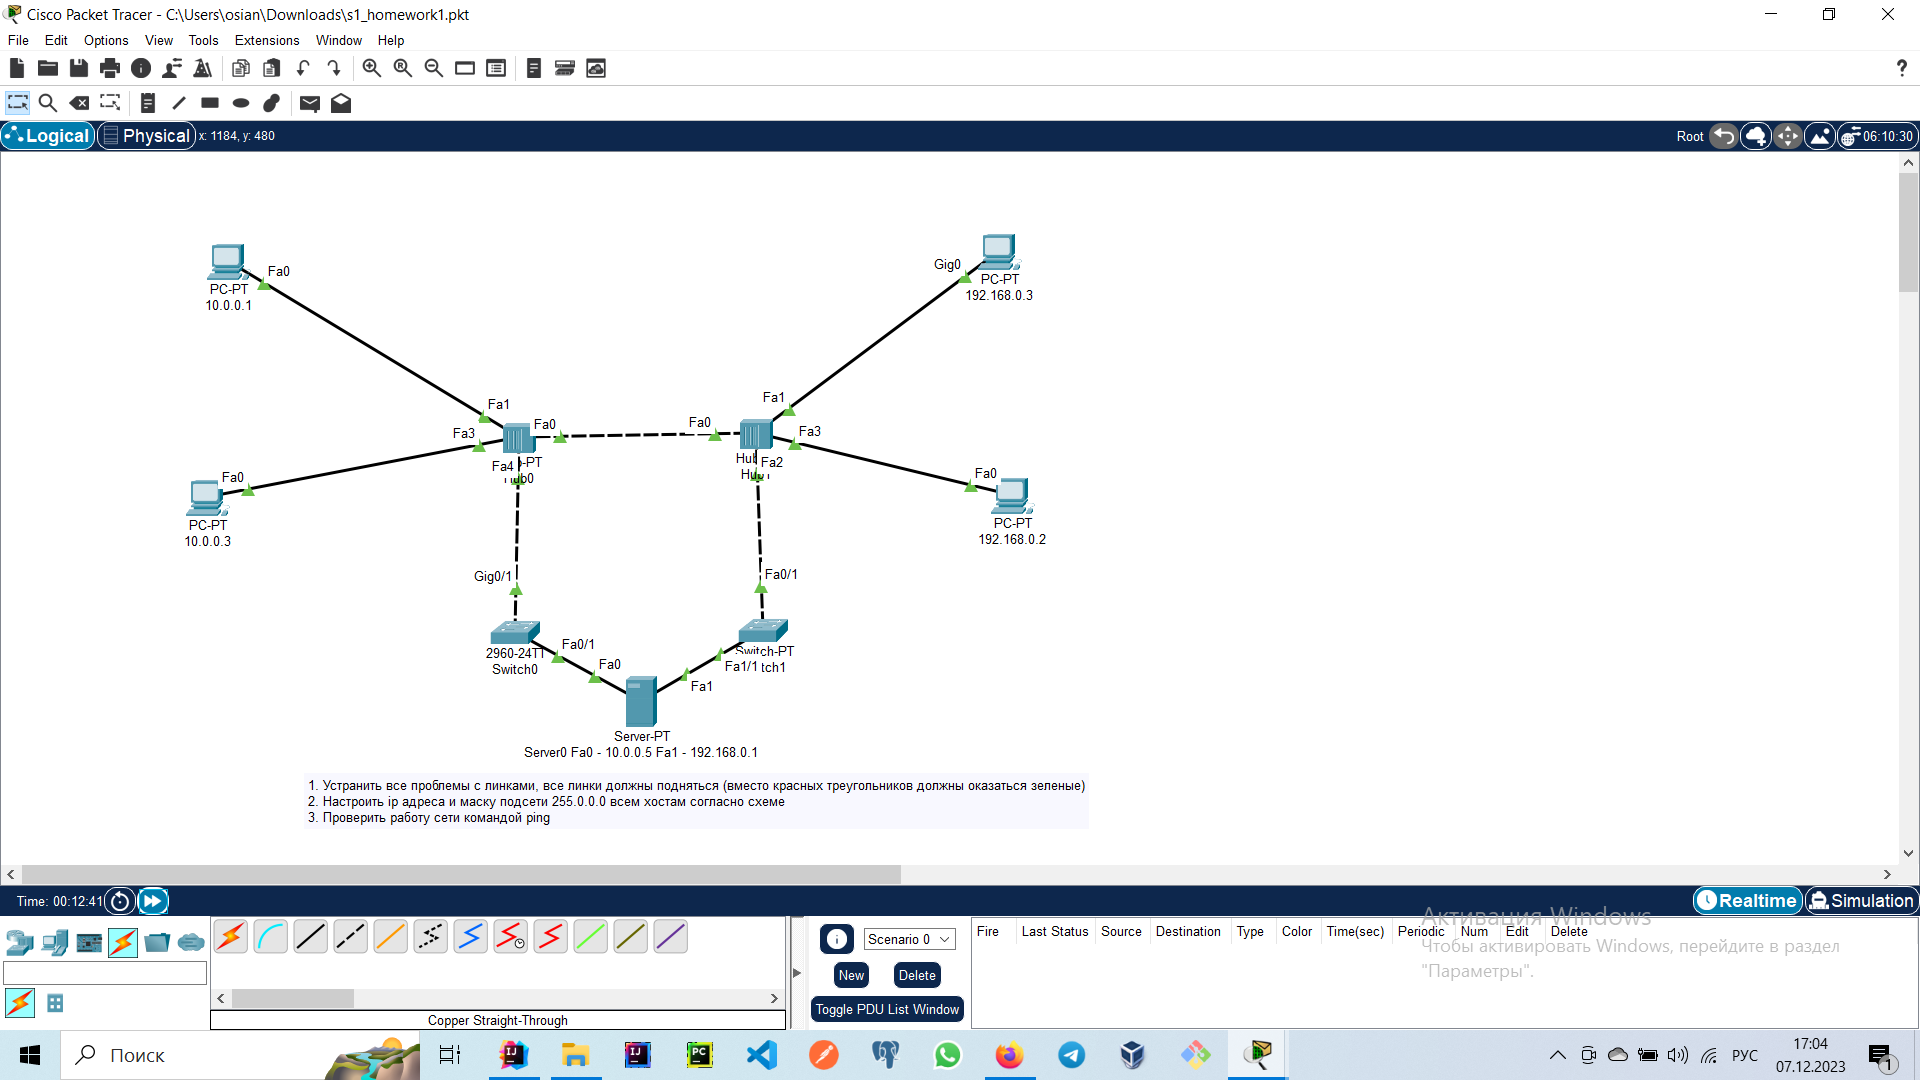 Cisco Packet Tracer - C:\Users\osian\Downloads\s1_homework1.pkt
File Edit Options View Tools Extensions Window Help
?
Logical Physical x: 1184, y: 480 Root 06:10:30
Gig0
Fa0
PC-PT
10.0.0.1
PC-PT
192.168.0.3
Fa1
Fa1
Fa3
Fa0
Fa0
Fa3
Fa4
-PT
Hub0
Hub
Fa2
Hub1
Fa0
PC-PT
10.0.0.3
Fa0
PC-PT
192.168.0.2
Gig0/1
Fa0/1
2960-24TT
Switch0
Fa0/1
Fa0
Switch-PT
Fa1/1 tch1
Fa1
Server-PT
Server0 Fa0 - 10.0.0.5 Fa1 - 192.168.0.1
1. Устранить все проблемы с линками, все линки должны подняться (вместо красных треугольников должны оказаться зеленые)
2. Настроить ip адреса и маску подсети 255.0.0.0 всем хостам согласно схеме
3. Проверить работу сети командой ping
Time: 00:12:41 Realtime Simulation
Scenario 0
New Delete
Toggle PDU List Window
Fire Last Status Source Destination Type Color Time(sec) Periodic Num Edit Delete
Активация Windows
Чтобы активировать Windows, перейдите в раздел
"Параметры".
Copper Straight-Through
Поиск
РУС
17:04
07.12.2023
1